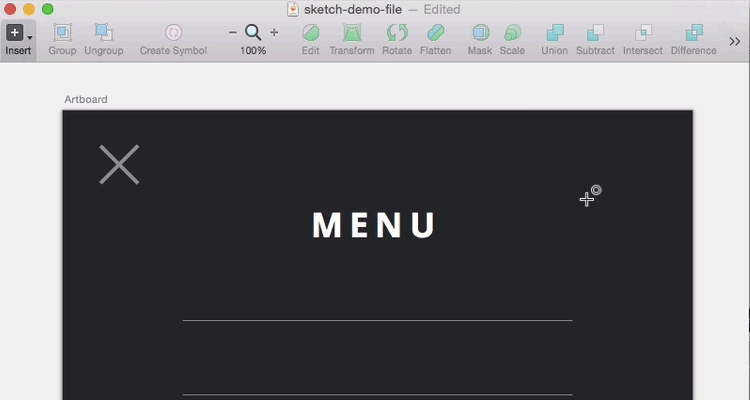 sketch-demo-file — Edited
Insert Group Ungroup Create Symbol 100% Edit Transform Rotate Flatten Mask Scale Union Subtract Intersect Difference
Artboard
MENU